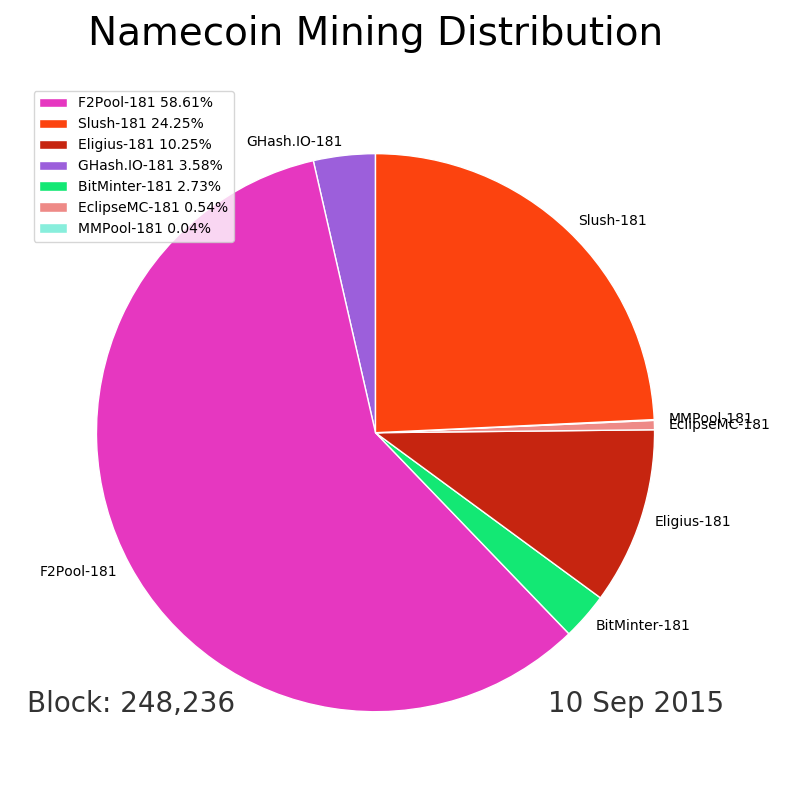 Namecoin Mining Distribution
F2Pool-181 58.61%
Slush-181 24.25%
Eligius-181 10.25%
GHash.IO-181 3.58%
BitMinter-181 2.73%
EclipseMC-181 0.54%
MMPool-181 0.04%
GHash.IO-181
Slush-181
MMPool-181
EclipseMC-181
Eligius-181
F2Pool-181
BitMinter-181
Block: 248,236
10 Sep 2015